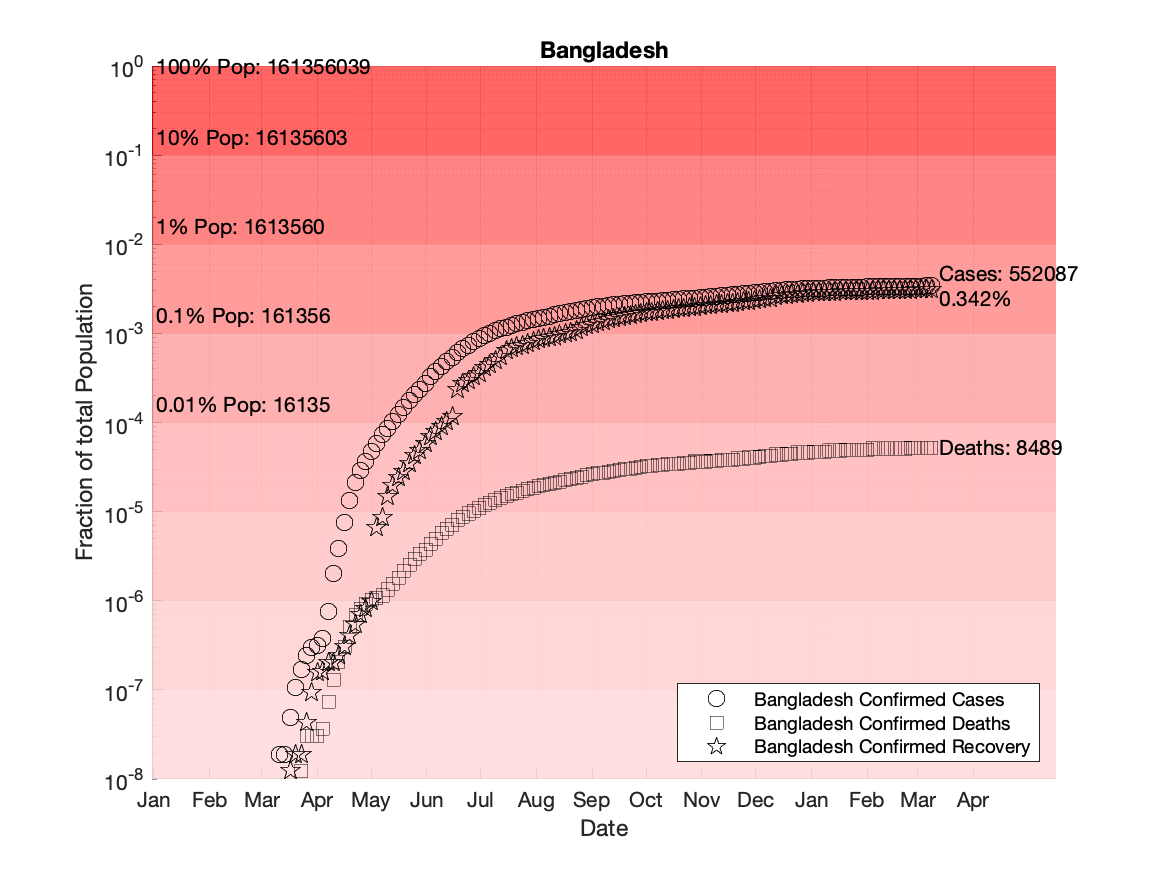 Bangladesh
10^0
100% Pop: 161356039
10% Pop: 16135603
10^-1
1% Pop: 1613560
10^-2
Cases: 552087
0.342%
0.1% Pop: 161356
10^-3
0.01% Pop: 16135
10^-4
Deaths: 8489
10^-5
10^-6
10^-7
10^-8
Fraction of total Population
Bangladesh Confirmed Cases
Bangladesh Confirmed Deaths
Bangladesh Confirmed Recovery
Jan Feb Mar Apr May Jun Jul Aug Sep Oct Nov Dec Jan Feb Mar Apr
Date